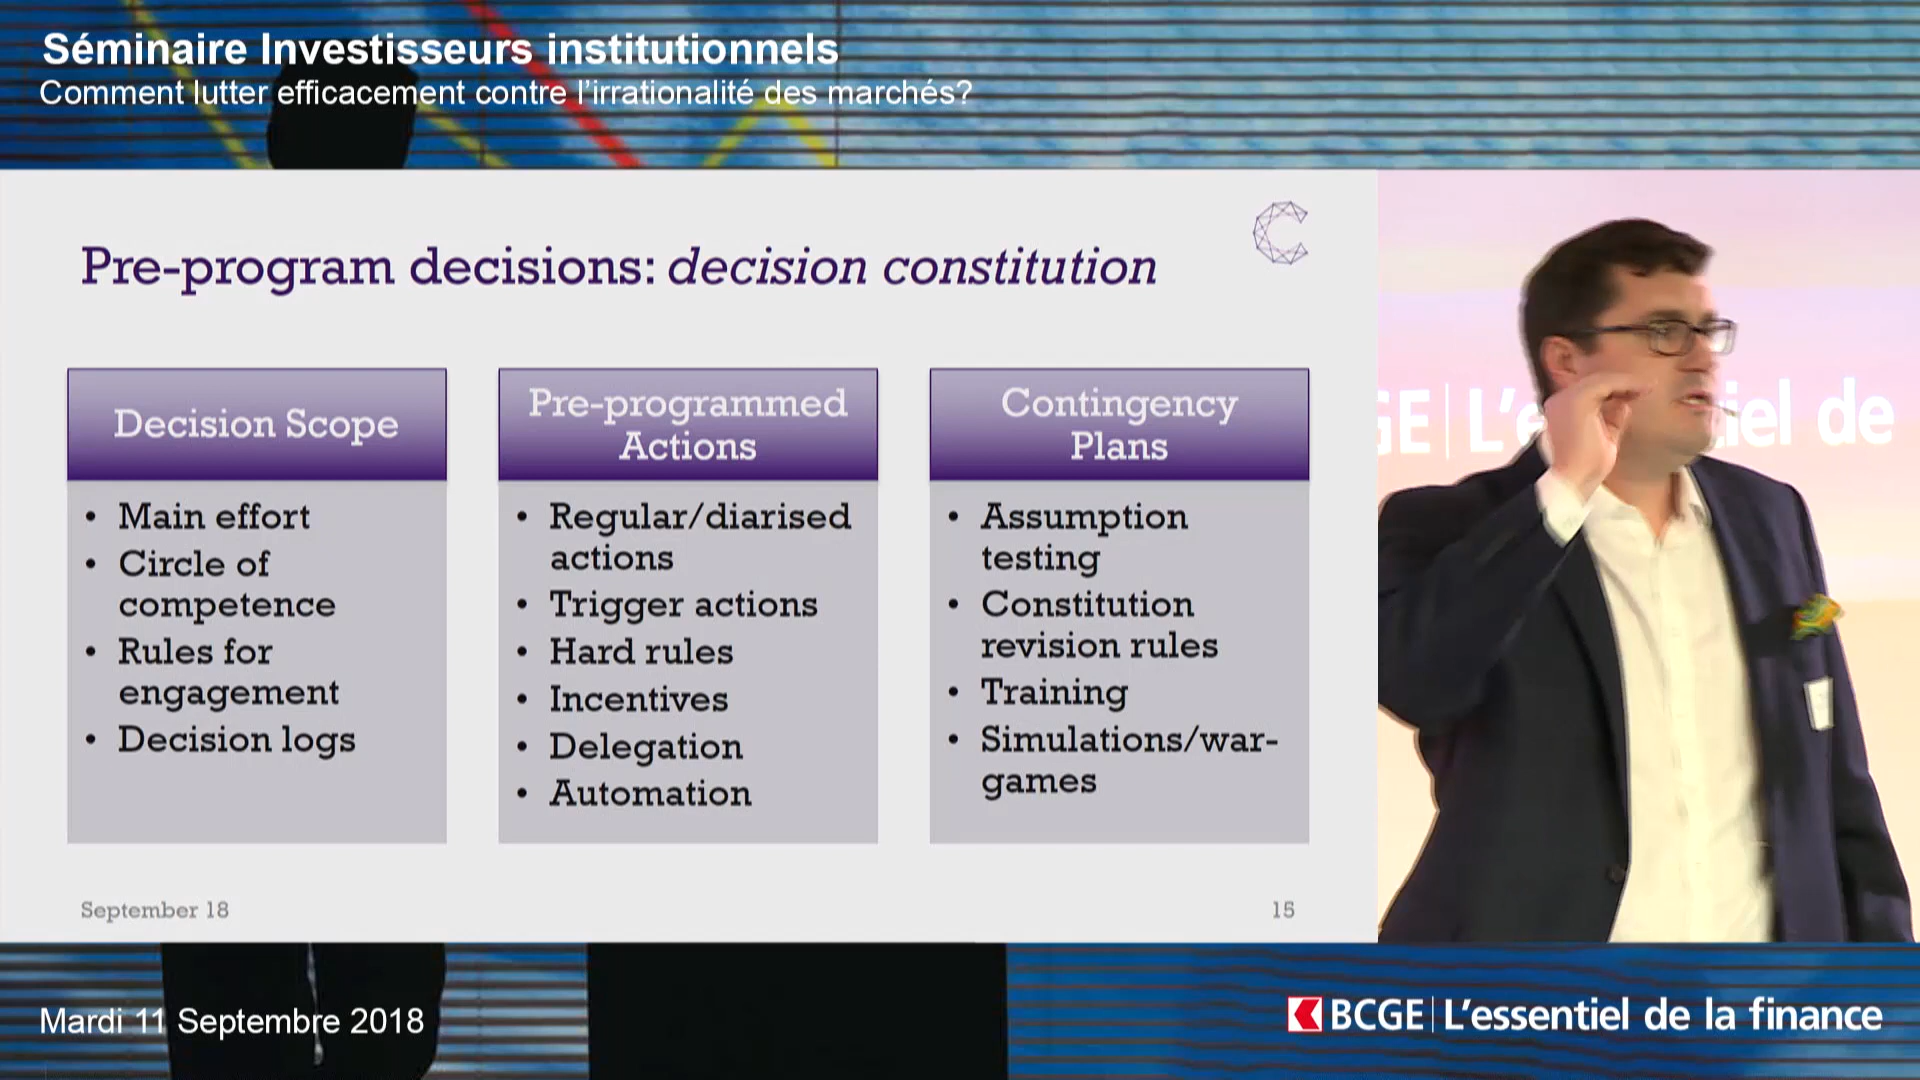 Séminaire Investisseurs institutionnels
Comment lutter efficacement contre l'irrationalité des marchés?
Pre-program decisions: decision constitution
Decision Scope
• Main effort
• Circle of
competence
• Rules for
engagement
• Decision logs
Pre-programmed
Actions
• Regular/diarised
actions
• Trigger actions
• Hard rules
• Incentives
• Delegation
• Automation
Contingency
Plans
• Assumption
testing
• Constitution
revision rules
• Training
• Simulations/war-
games
September 18
15
GE | L'e tiel de
Mardi 11 Septembre 2018
BCGE | L'essentiel de la finance